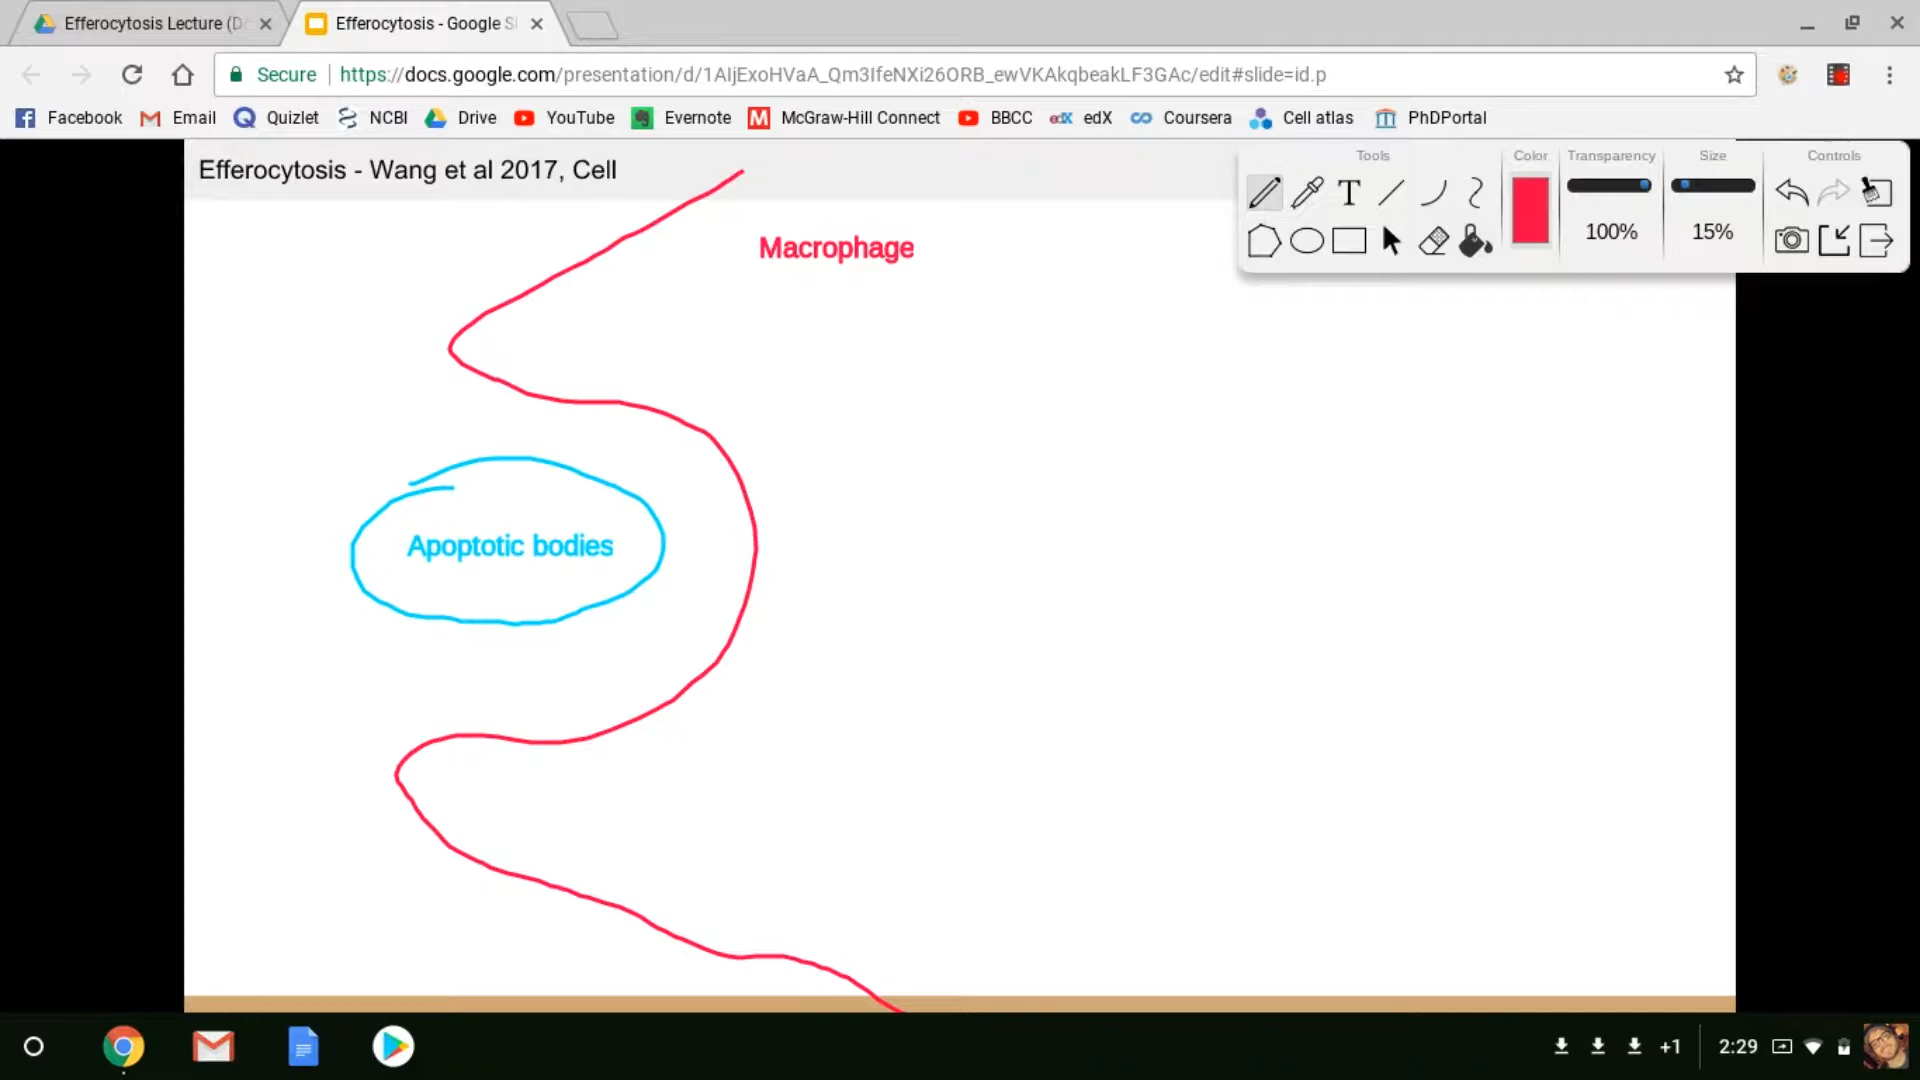 Efferocytosis Lecture (D
Efferocytosis - Google Sl
Secure
https://docs.google.com/presentation/d/1AIjExoHVaA_Qm3IfeNXi26ORB_ewVKAkqbeakLF3GAc/edit#slide=id.p
Facebook Email Quizlet NCBI Drive YouTube Evernote McGraw-Hill Connect BBCC edX Coursera Cell atlas PhDPortal
Efferocytosis - Wang et al 2017, Cell
Tools Color Transparency Size Controls
T
100% 15%
Macrophage
Apoptotic bodies
+1 2:29